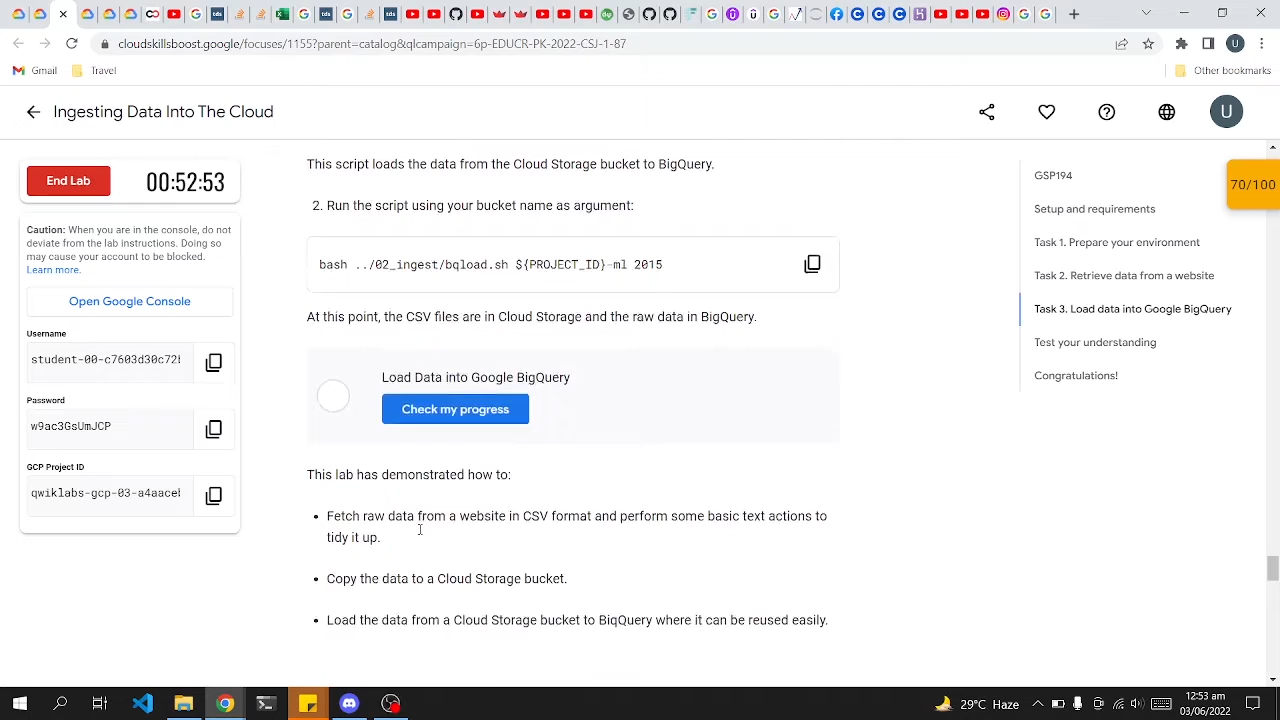 cloudskillsboost.google/focuses/1155?parent=catalog&qlcampaign=6p-EDUCR-PK-2022-CSJ-1-87
Gmail
Travel
Other bookmarks
Ingesting Data Into The Cloud
U
End Lab
00:52:53
Caution: When you are in the console, do not
deviate from the lab instructions. Doing so
may cause your account to be blocked.
Learn more.
Open Google Console
Username
student-00-c7603d30c72
Password
w9ac3GsUmJCP
GCP Project ID
qwiklabs-gcp-03-a4aace
This script loads the data from the Cloud Storage bucket to BigQuery.
2. Run the script using your bucket name as argument:
bash ../02_ingest/bqload.sh ${PROJECT_ID}-ml 2015
At this point, the CSV files are in Cloud Storage and the raw data in BigQuery.
Load Data into Google BigQuery
Check my progress
This lab has demonstrated how to:
• Fetch raw data from a website in CSV format and perform some basic text actions to
tidy it up.
• Copy the data to a Cloud Storage bucket.
• Load the data from a Cloud Storage bucket to BiqQuery where it can be reused easily.
GSP194
Setup and requirements
Task 1. Prepare your environment
Task 2. Retrieve data from a website
Task 3. Load data into Google BigQuery
Test your understanding
Congratulations!
70/100
29°C Haze
12:53 am
03/06/2022